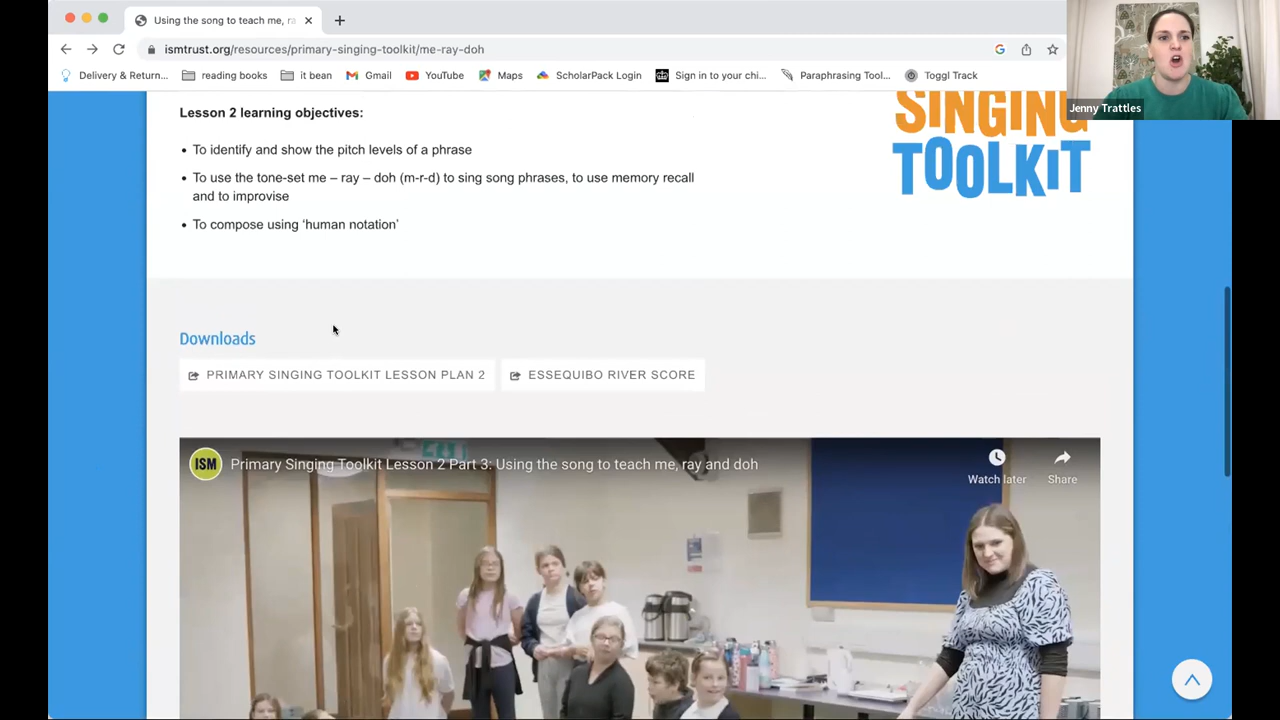 Using the song to teach me, ra
ismtrust.org/resources/primary-singing-toolkit/me-ray-doh
Delivery & Return...
reading books
it bean
Gmail
YouTube
Maps
ScholarPack Login
Sign in to your chi...
Paraphrasing Tool...
Toggl Track
Jenny Trattles
Lesson 2 learning objectives:
• To identify and show the pitch levels of a phrase
• To use the tone-set me – ray – doh (m-r-d) to sing song phrases, to use memory recall
and to improvise
• To compose using ‘human notation’
SINGING
TOOLKIT
Downloads
PRIMARY SINGING TOOLKIT LESSON PLAN 2
ESSEQUIBO RIVER SCORE
ISM
Primary Singing Toolkit Lesson 2 Part 3: Using the song to teach me, ray and doh
Watch later
Share